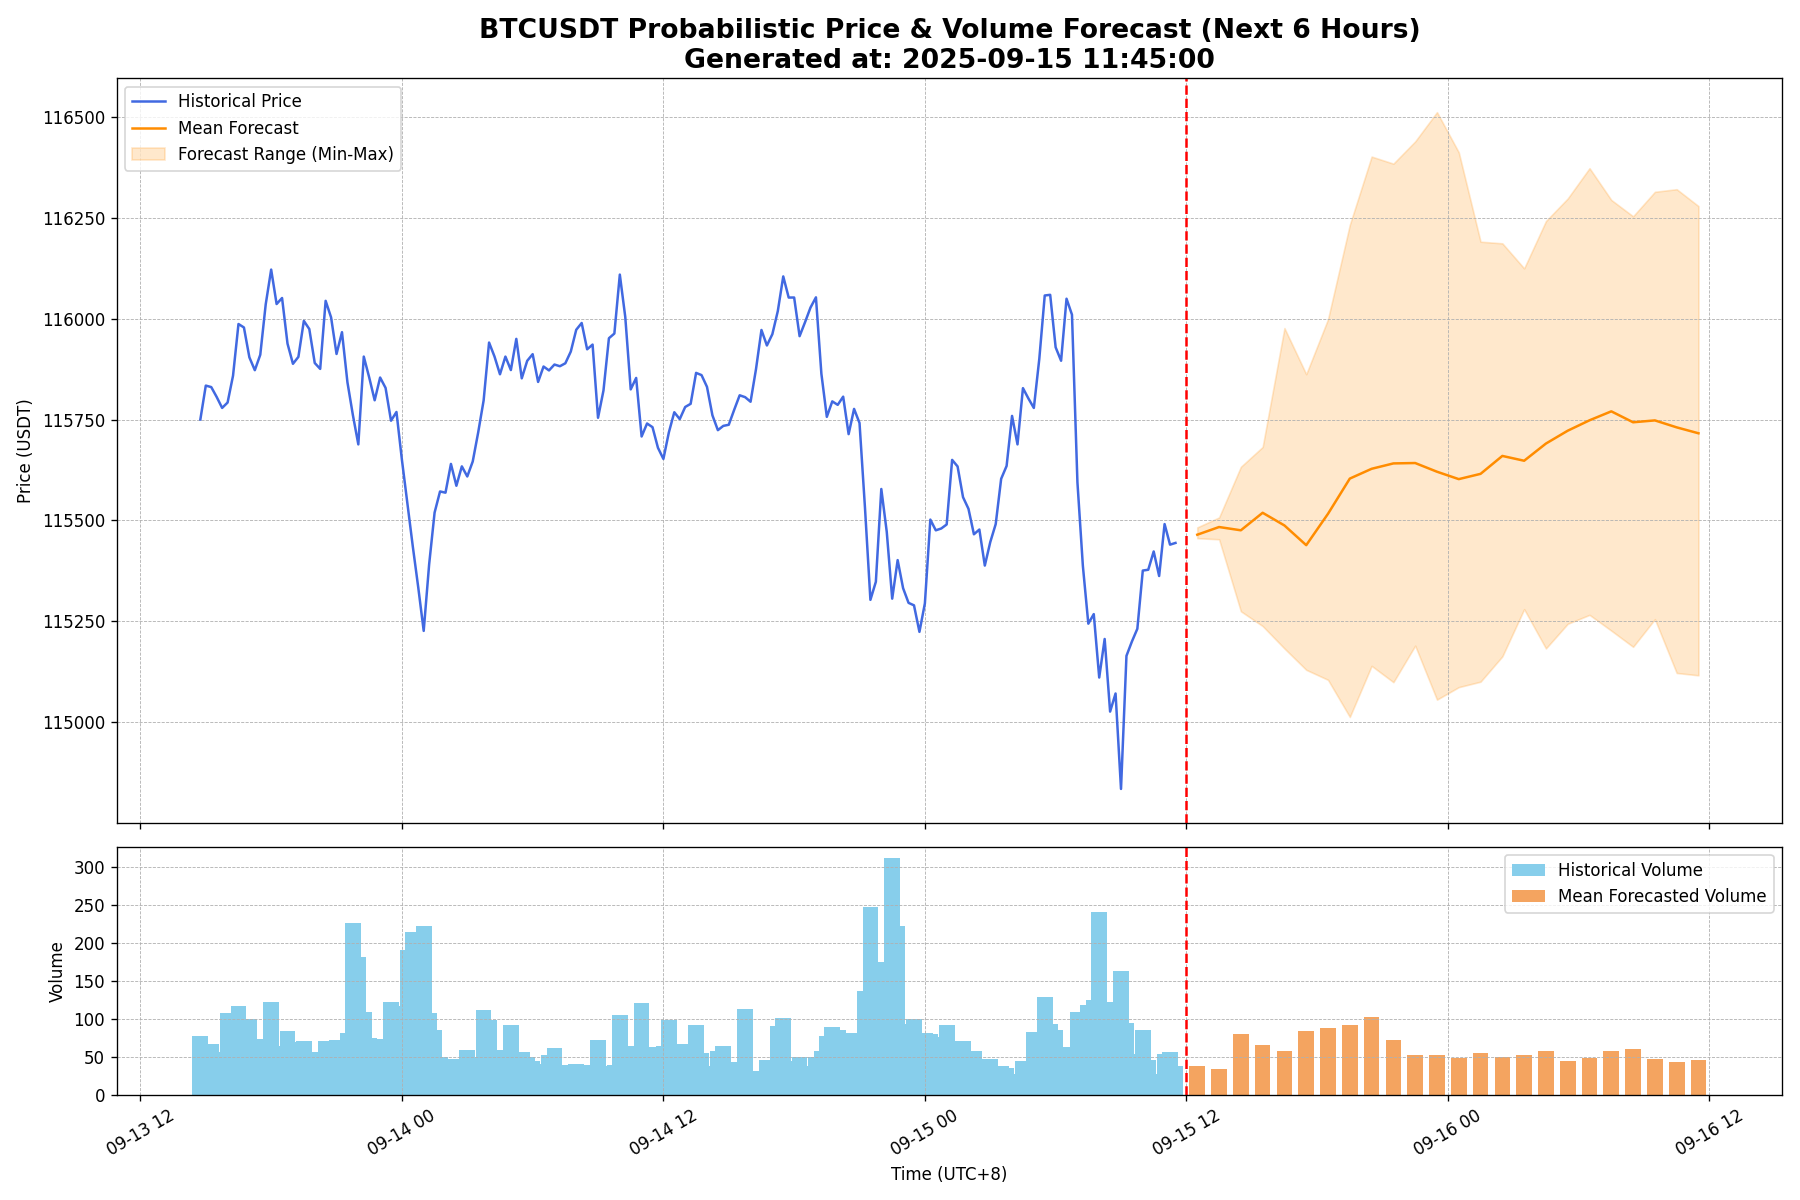 BTCUSDT Probabilistic Price & Volume Forecast (Next 6 Hours)
Generated at: 2025-09-15 11:45:00
Historical Price
Mean Forecast
Forecast Range (Min-Max)
116500
116250
116000
115750
115500
115250
115000
Price (USDT)
Historical Volume
Mean Forecasted Volume
300
250
200
150
100
50
0
Volume
09-13 12
09-14 00
09-14 12
09-15 00
09-15 12
09-16 00
09-16 12
Time (UTC+8)